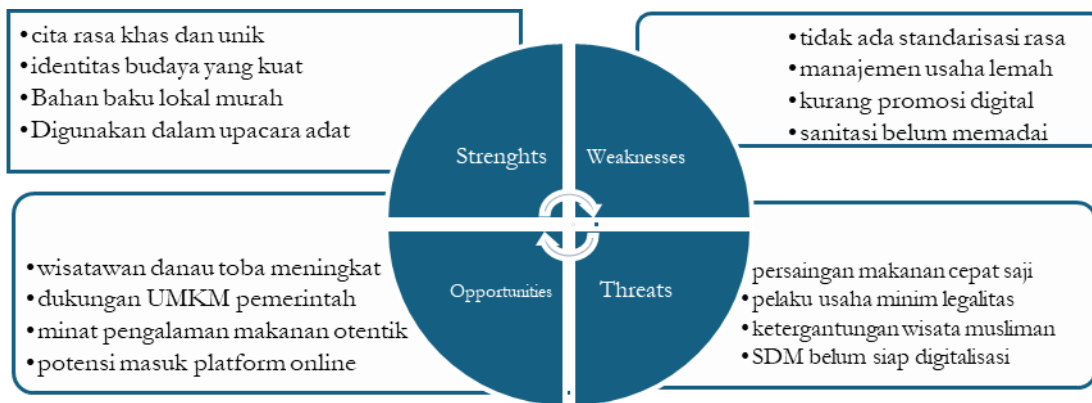 •cita rasa khas dan unik
•identitas budaya yang kuat
•Bahan baku lokal murah
•Digunakan dalam upacara adat
•tidak ada standarisasi rasa
•manajemen usaha lemah
•kurang promosi digital
•sanitasi belum memadai
Strenghts
Weaknesses
Opportunities
Threats
•wisatawan danau toba meningkat
•dukungan UMKM pemerintah
•minat pengalaman makanan otentik
•potensi masuk platform online
persaingan makanan cepat saji
•pelaku usaha minim legalitas
•ketergantungan wisata musliman
•SDM belum siap digitalisasi